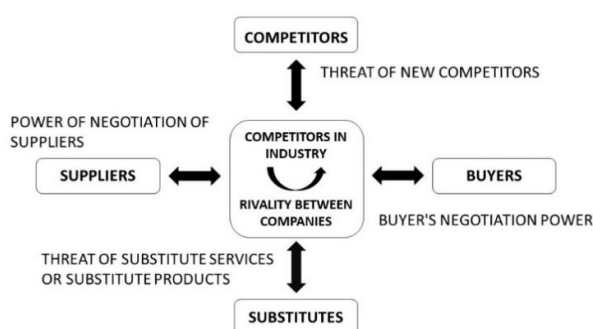 COMPETITORS
THREAT OF NEW COMPETITORS
POWER OF NEGOTIATION OF
SUPPLIERS
COMPETITORS IN
INDUSTRY
SUPPLIERS
BUYERS
RIVALITY BETWEEN
COMPANIES
BUYER'S NEGOTIATION POWER
THREAT OF SUBSTITUTE SERVICES
OR SUBSTITUTE PRODUCTS
SUBSTITUTES